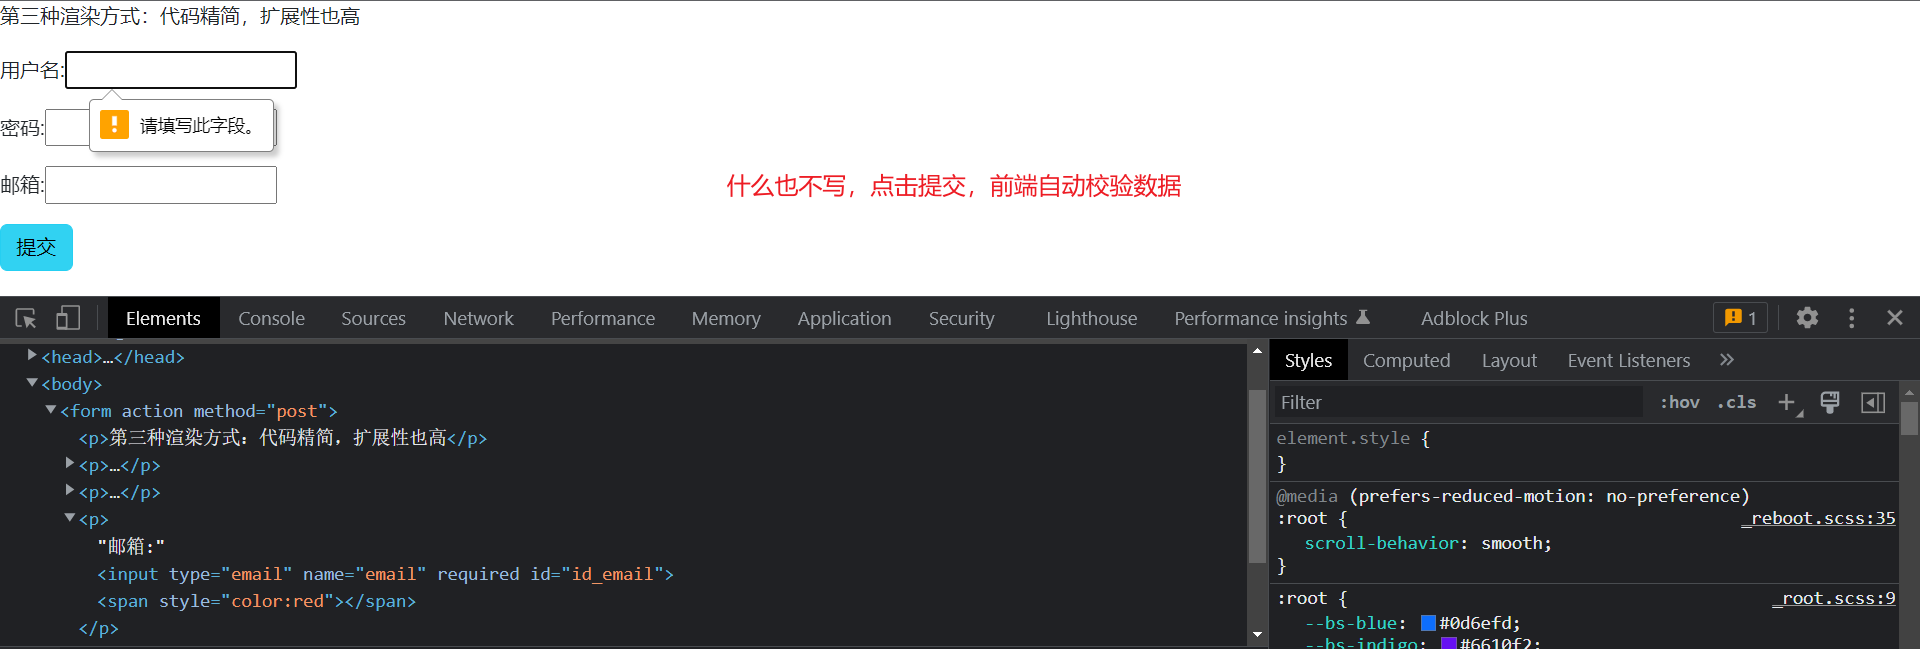 第三种渲染方式：代码精简，扩展性也高
用户名:
请填写此字段。
密码:
邮箱:
什么也不写，点击提交，前端自动校验数据
提交
Elements Console Sources Network Performance Memory Application Security Lighthouse Performance insights Adblock Plus 1
<head>…</head>
<body>
<form action method="post">
<p>第三种渲染方式：代码精简，扩展性也高</p>
<p>…</p>
<p>…</p>
<p>
"邮箱:"
<input type="email" name="email" required id="id_email">
<span style="color:red"></span>
</p>
Styles Computed Layout Event Listeners »
Filter :hov .cls +
element.style {
}
@media (prefers-reduced-motion: no-preference)
:root { _reboot.scss:35
scroll-behavior: smooth;
}
:root { _root.scss:9
--bs-blue: #0d6efd;
--bs-indigo: #6610f2;